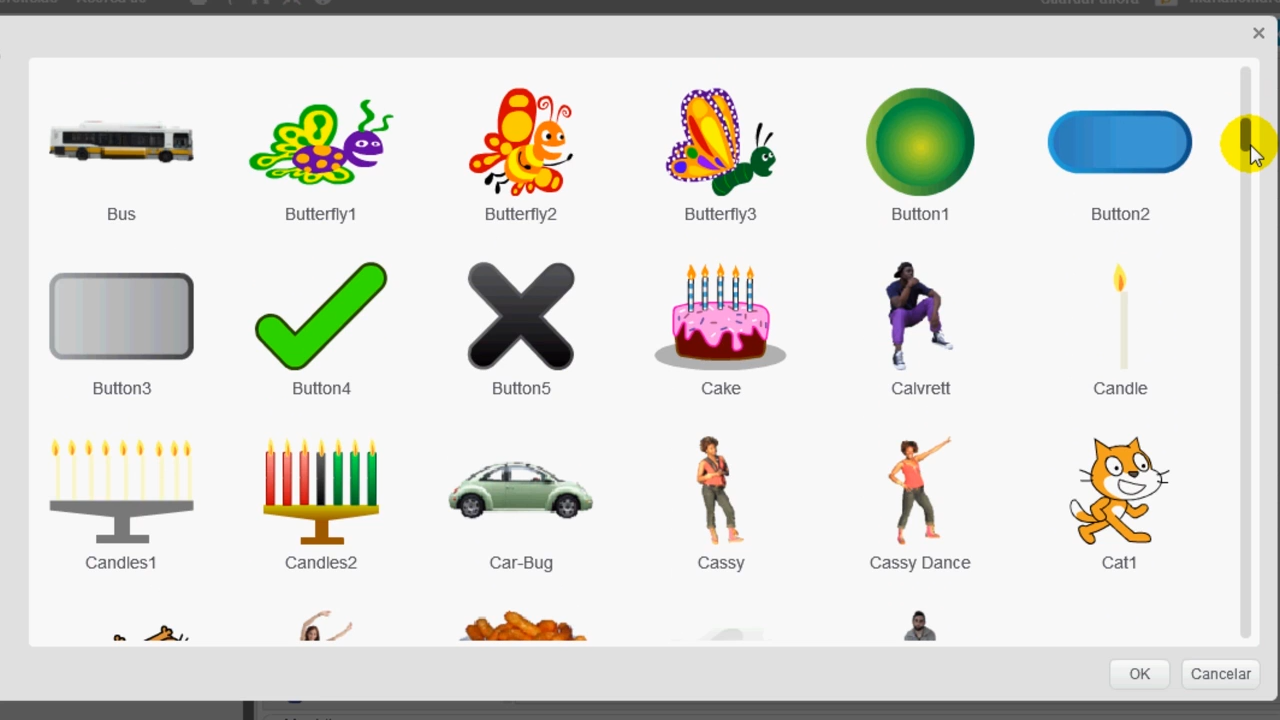 Bus
Butterfly1
Butterfly2
Butterfly3
Button1
Button2
Button3
Button4
Button5
Cake
Calvrett
Candle
Candles1
Candles2
Car-Bug
Cassy
Cassy Dance
Cat1
OK
Cancelar